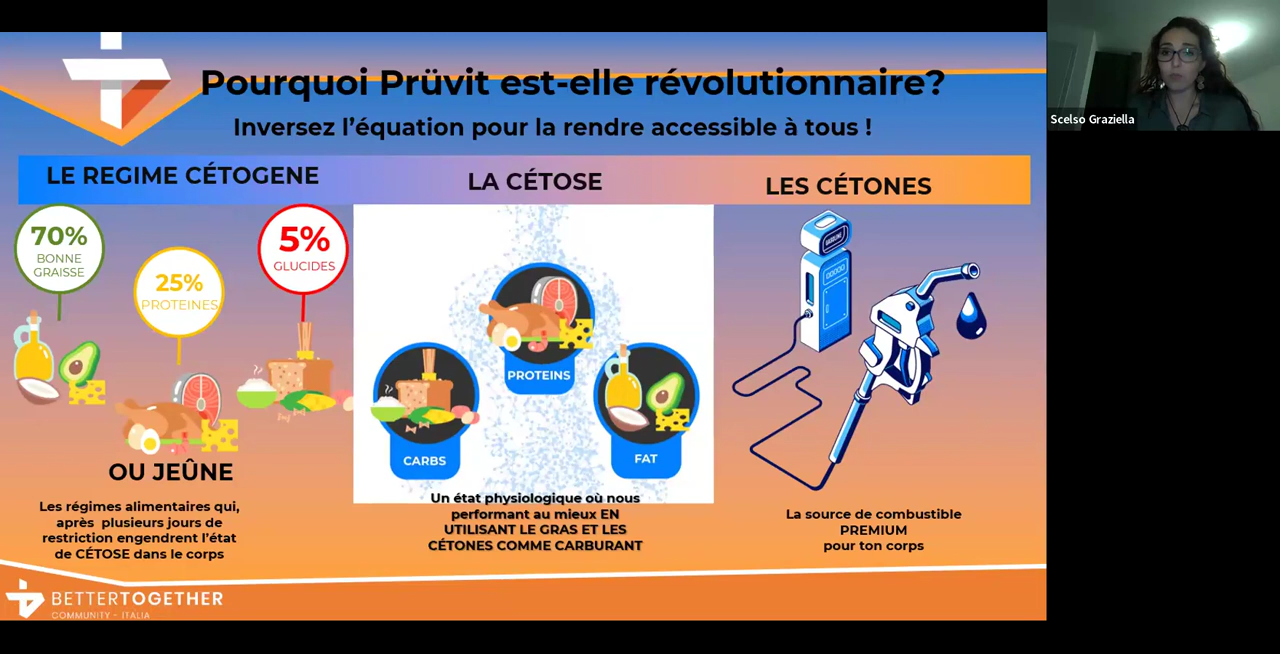 Pourquoi Prüvit est-elle révolutionnaire?
Inversez l'équation pour la rendre accessible à tous !
LE REGIME CÉTOGENE
LA CÉTOSE
LES CÉTONES
70%
BONNE
GRAISSE
25%
PROTEINES
5%
GLUCIDES
OU JEÛNE
Les régimes alimentaires qui,
après plusieurs jours de
restriction engendrent l'état
de CÉTOSE dans le corps
PROTEINS
CARBS
FAT
Un état physiologique où nous
performant au mieux EN
UTILISANT LE GRAS ET LES
CÉTONES COMME CARBURANT
GASOLINE
La source de combustible
PREMIUM
pour ton corps
BETTERTOGETHER
COMMUNITY - ITALIA
Scelso Graziella